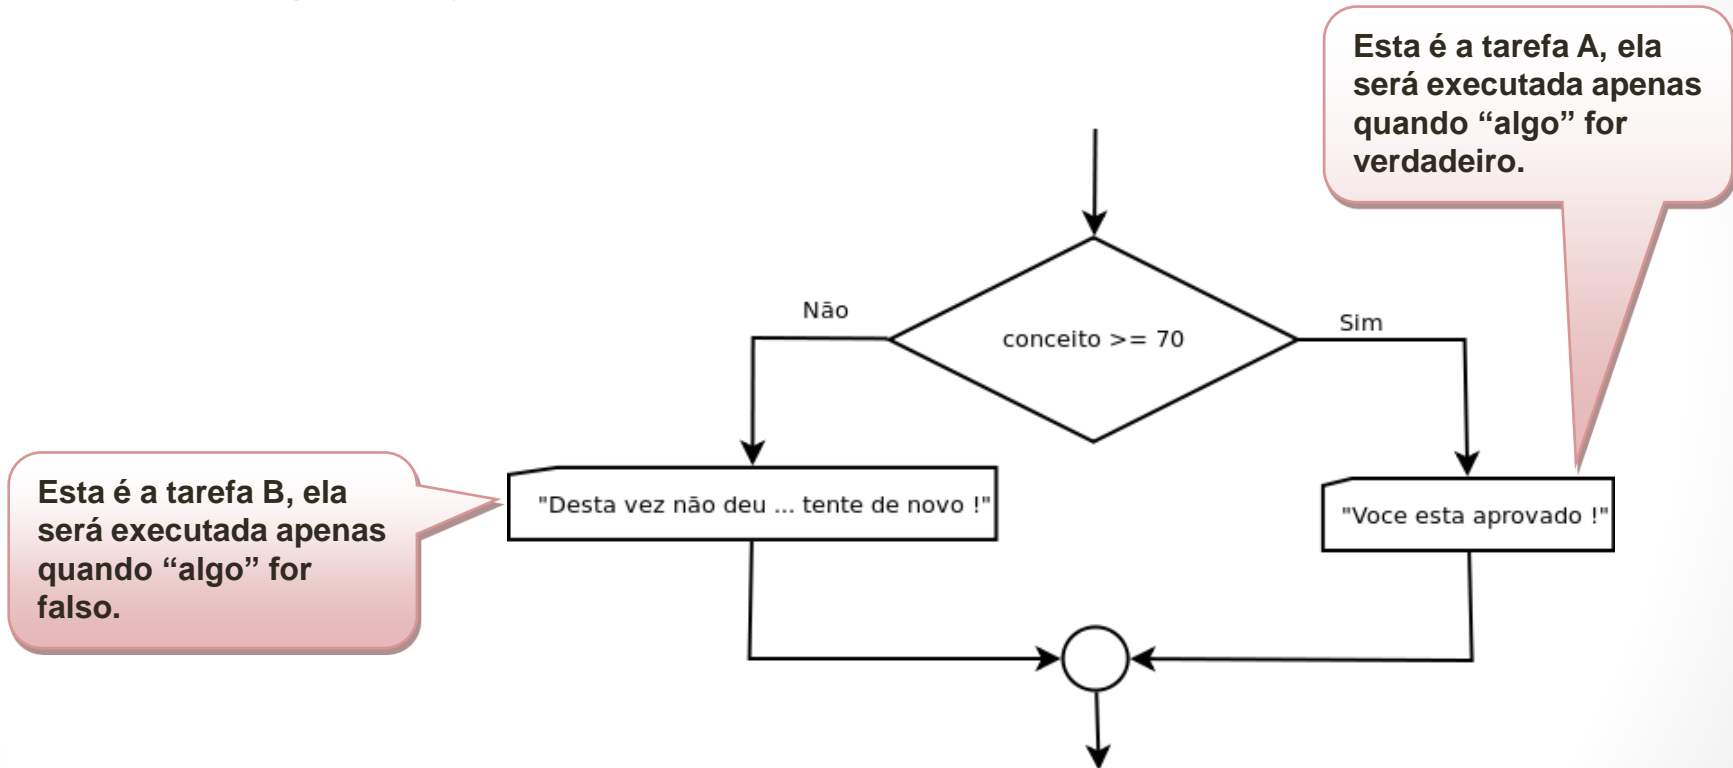 Esta é a tarefa A, ela
será executada apenas
quando “algo” for
verdadeiro.
Não
Sim
conceito >= 70
Esta é a tarefa B, ela
será executada apenas
quando “algo” for
falso.
"Desta vez não deu ... tente de novo !"
"Voce esta aprovado !"